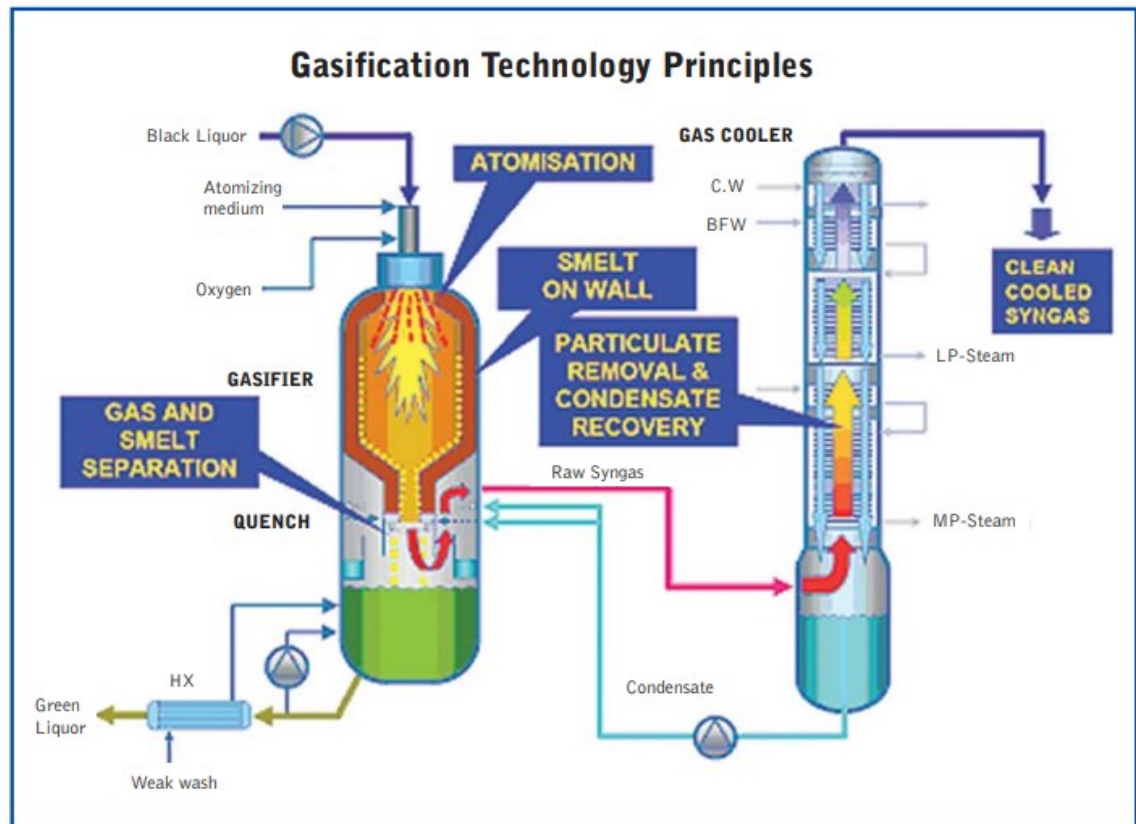 Gasification Technology Principles
Black Liquor
ATOMISATION
GAS COOLER
Atomizing
medium
C.W
BFW
Oxygen
SMELT
ON WALL
CLEAN
COOLED
SYNGAS
PARTICULATE
REMOVAL &
CONDENSATE
RECOVERY
LP-Steam
GASIFIER
GAS AND
SMELT
SEPARATION
Raw Syngas
QUENCH
MP-Steam
HX
Condensate
Green
Liquor
Weak wash